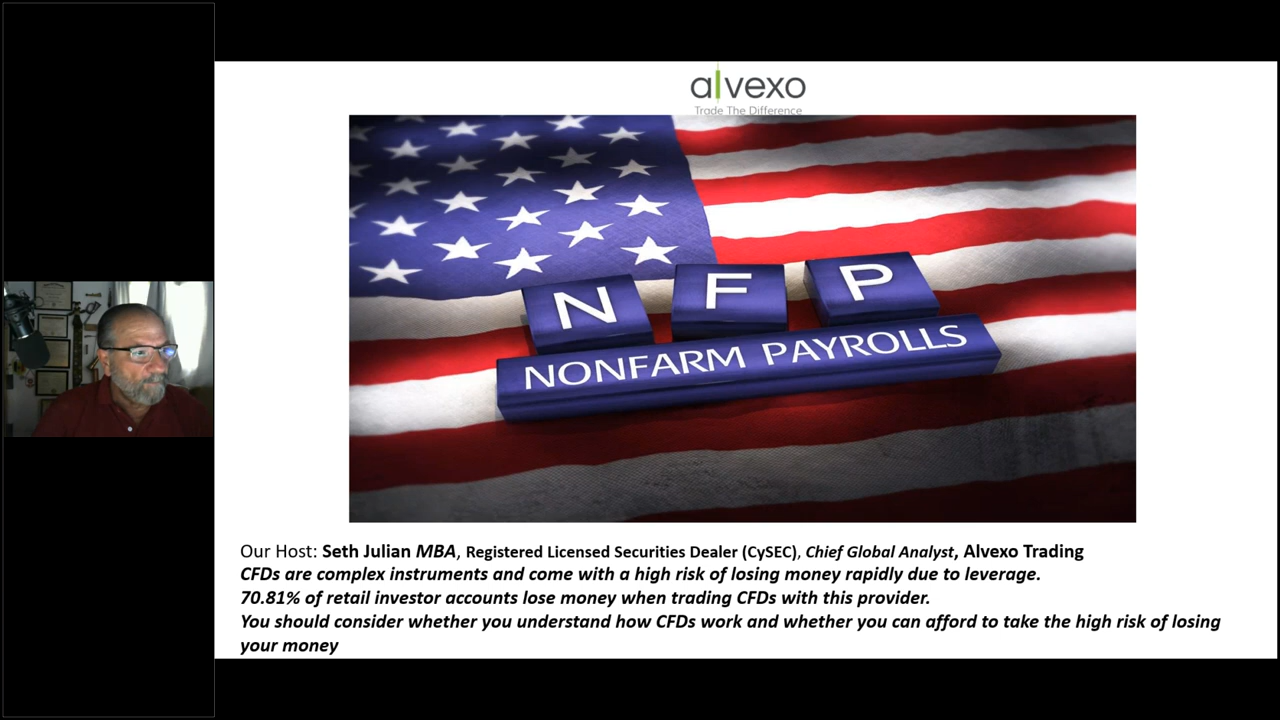 alvexo
Trade The Difference
N F P
NONFARM PAYROLLS
Our Host: Seth Julian MBA, Registered Licensed Securities Dealer (CySEC), Chief Global Analyst, Alvexo Trading
CFDs are complex instruments and come with a high risk of losing money rapidly due to leverage.
70.81% of retail investor accounts lose money when trading CFDs with this provider.
You should consider whether you understand how CFDs work and whether you can afford to take the high risk of losing
your money